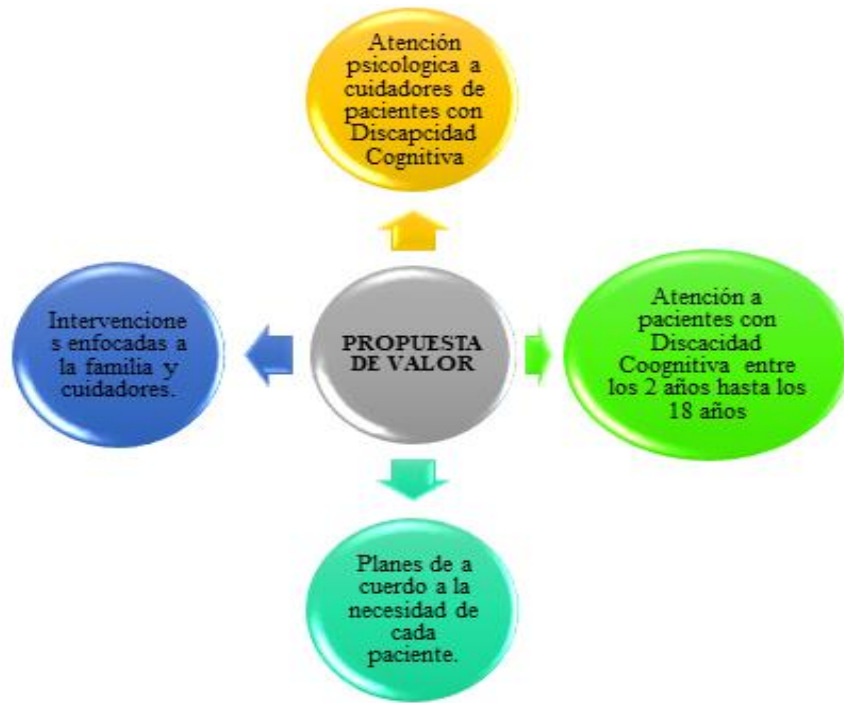 Atención
psicologica a
cuidadores de
pacientes con
Discapcidad
Cognitiva
Intervencione
s enfocadas a
la familia y
cuidadores.
PROPUESTA
DE VALOR
Atención a
pacientes con
Discacidad
Coognitiva entre
los 2 años hasta los
18 años
Planes de a
cuerdo a la
necesidad de
cada
paciente.